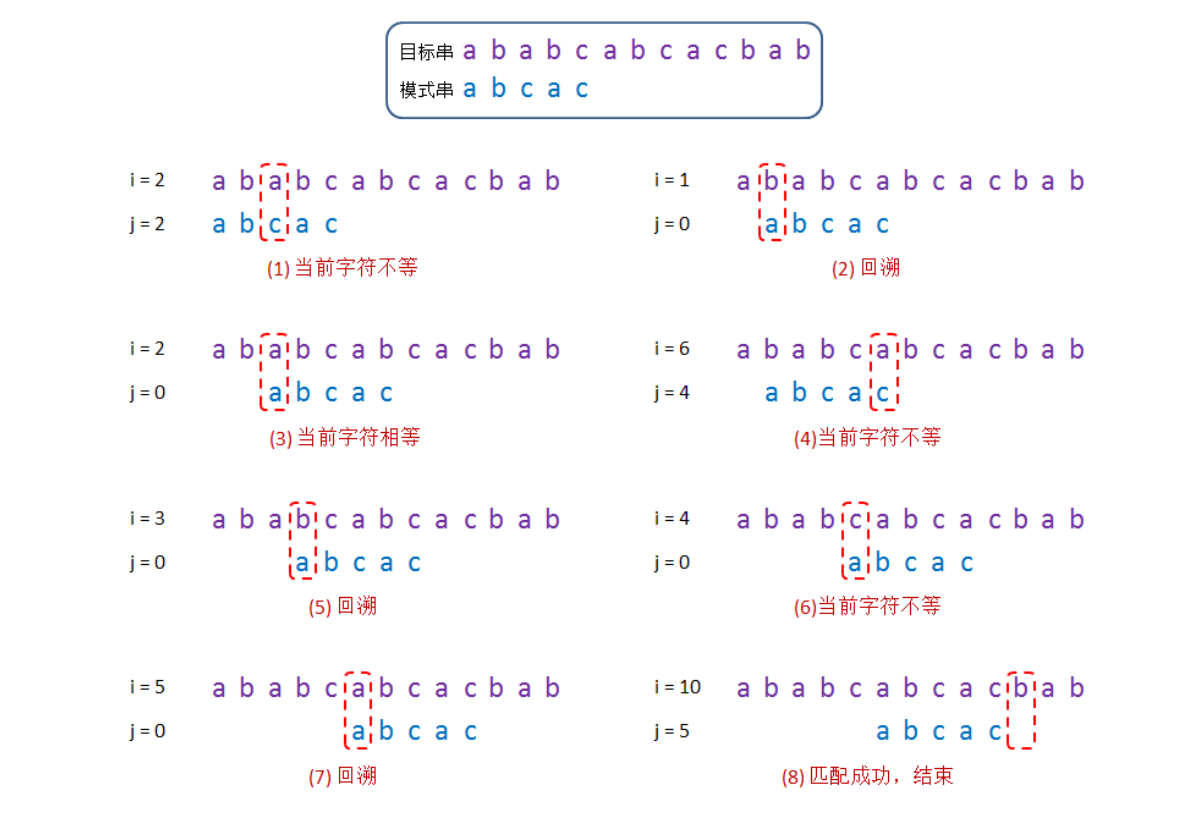 目标串 a b a b c a b c a c b a b
模式串 a b c a c
i = 2 a b a b c a b c a c b a b
j = 2 a b c a c
(1) 当前字符不等
i = 1 a b a b c a b c a c b a b
j = 0 a b c a c
(2) 回溯
i = 2 a b a b c a b c a c b a b
j = 0 a b c a c
(3) 当前字符相等
i = 6 a b a b c a b c a c b a b
j = 4 a b c a c
(4)当前字符不等
i = 3 a b a b c a b c a c b a b
j = 0 a b c a c
(5) 回溯
i = 4 a b a b c a b c a c b a b
j = 0 a b c a c
(6)当前字符不等
i = 5 a b a b c a b c a c b a b
j = 0 a b c a c
(7) 回溯
i = 10 a b a b c a b c a c b a b
j = 5 a b c a c
(8) 匹配成功，结束